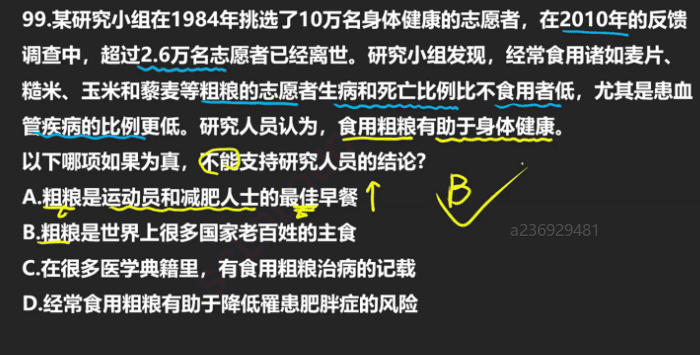 99.某研究小组在1984年挑选了10万名身体健康的志愿者，在2010年的反馈
调查中，超过2.6万名志愿者已经离世。研究小组发现，经常食用诸如麦片、
糙米、玉米和藜麦等粗粮的志愿者生病和死亡比例比不食用者低，尤其是患血
管疾病的比例更低。研究人员认为，食用粗粮有助于身体健康。
以下哪项如果为真，不能支持研究人员的结论？
A.粗粮是运动员和减肥人士的最佳早餐
B
B.粗粮是世界上很多国家老百姓的主食
a236929481
C.在很多医学典籍里，有食用粗粮治病的记载
D.经常食用粗粮有助于降低罹患肥胖症的风险